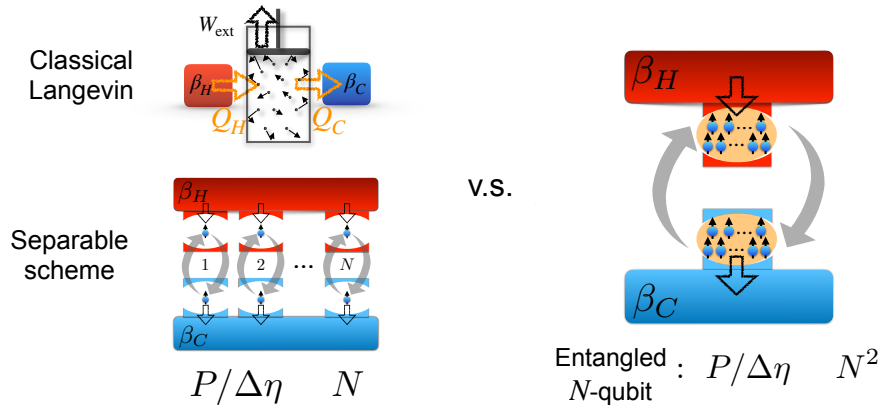 Classical
Langevin
W_ext
β_H
β_C
Q_H
Q_C
Separable
scheme
β_H
1
2
...
N
β_C
P/Δη N
v.s.
β_H
...
...
...
...
β_C
Entangled
N-qubit
: P/Δη N²